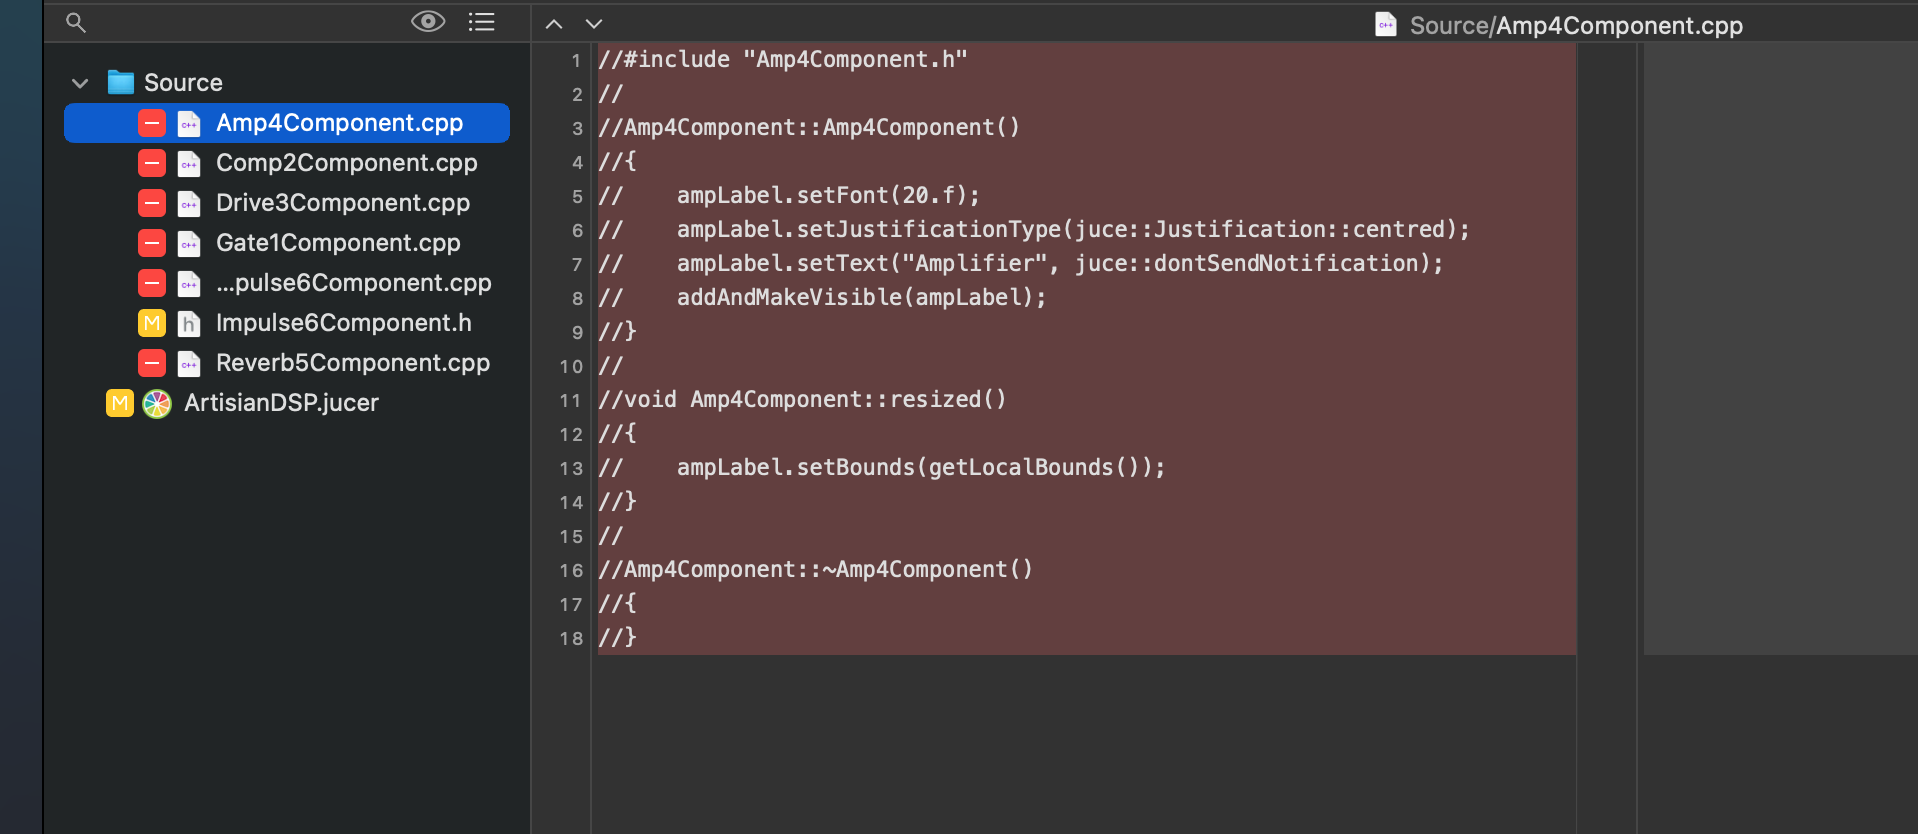 Source/Amp4Component.cpp
Source
Amp4Component.cpp
Comp2Component.cpp
Drive3Component.cpp
Gate1Component.cpp
...pulse6Component.cpp
M h Impulse6Component.h
Reverb5Component.cpp
M ArtisianDSP.jucer
1 //#include "Amp4Component.h"
2 //
3 //Amp4Component::Amp4Component()
4 //{
5 //    ampLabel.setFont(20.f);
6 //    ampLabel.setJustificationType(juce::Justification::centred);
7 //    ampLabel.setText("Amplifier", juce::dontSendNotification);
8 //    addAndMakeVisible(ampLabel);
9 //}
10 //
11 //void Amp4Component::resized()
12 //{
13 //    ampLabel.setBounds(getLocalBounds());
14 //}
15 //
16 //Amp4Component::~Amp4Component()
17 //{
18 //}